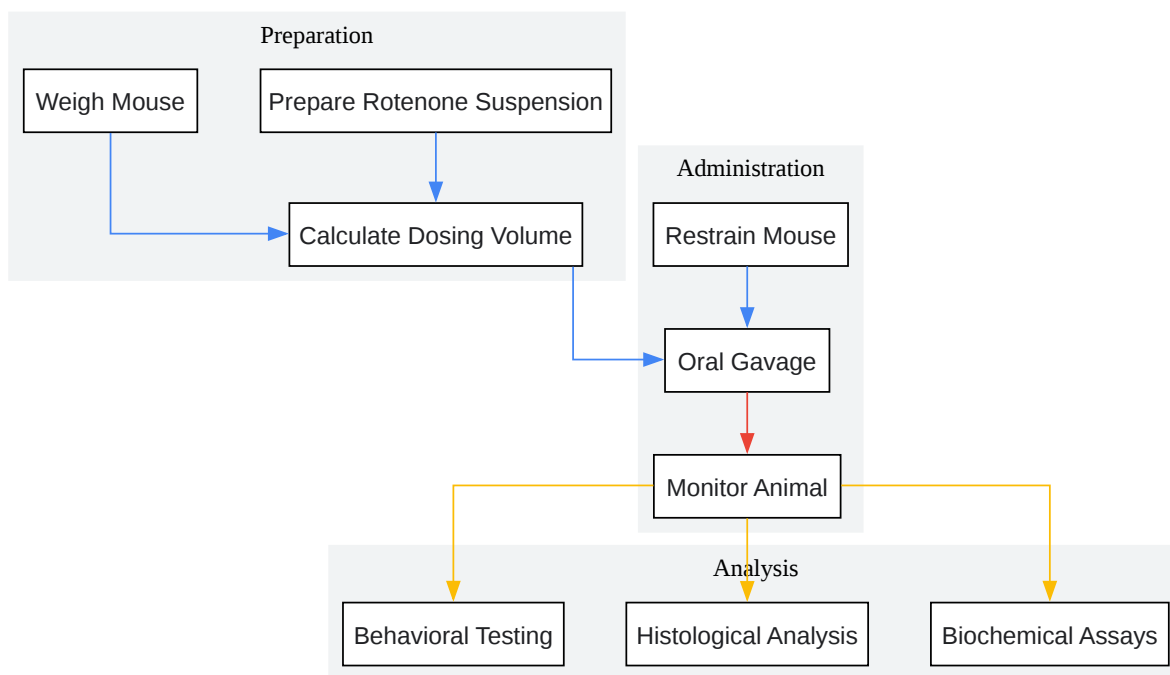 Preparation
Weigh Mouse
Prepare Rotenone Suspension
Calculate Dosing Volume
Administration
Restrain Mouse
Oral Gavage
Monitor Animal
Analysis
Behavioral Testing
Histological Analysis
Biochemical Assays